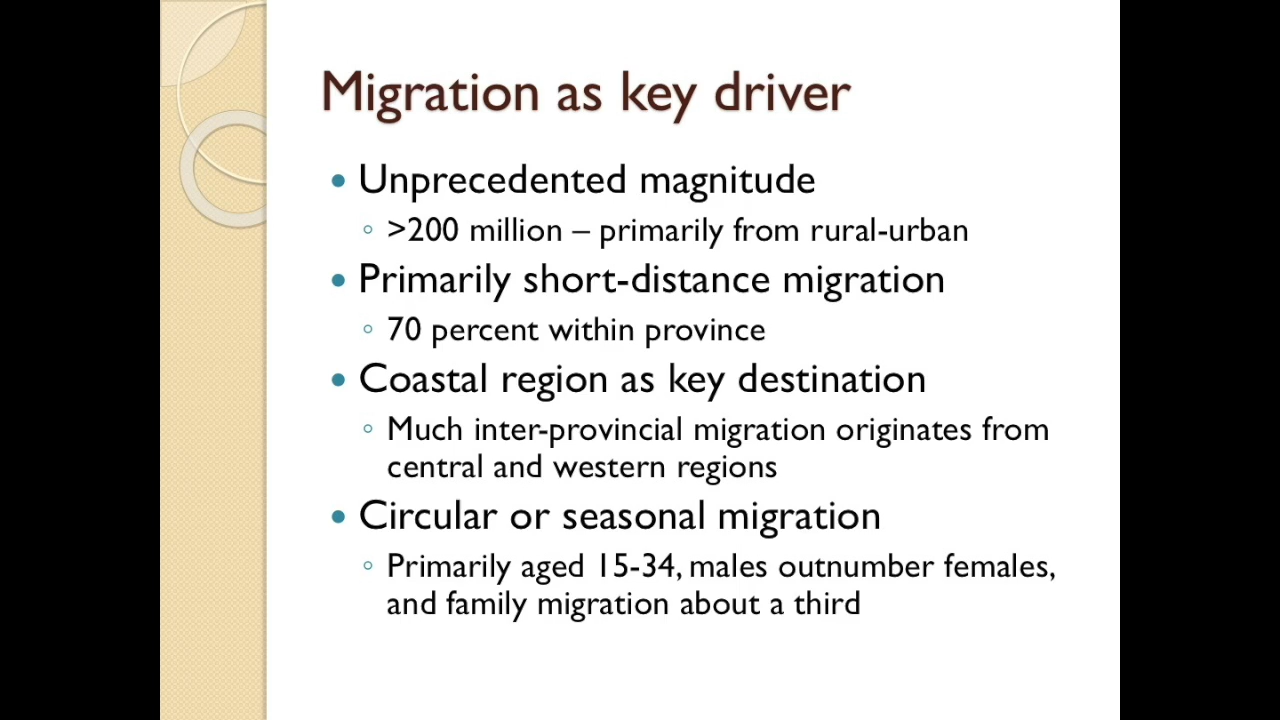 Migration as key driver
• Unprecedented magnitude
◦ >200 million – primarily from rural-urban
• Primarily short-distance migration
◦ 70 percent within province
• Coastal region as key destination
◦ Much inter-provincial migration originates from
central and western regions
• Circular or seasonal migration
◦ Primarily aged 15-34, males outnumber females,
and family migration about a third